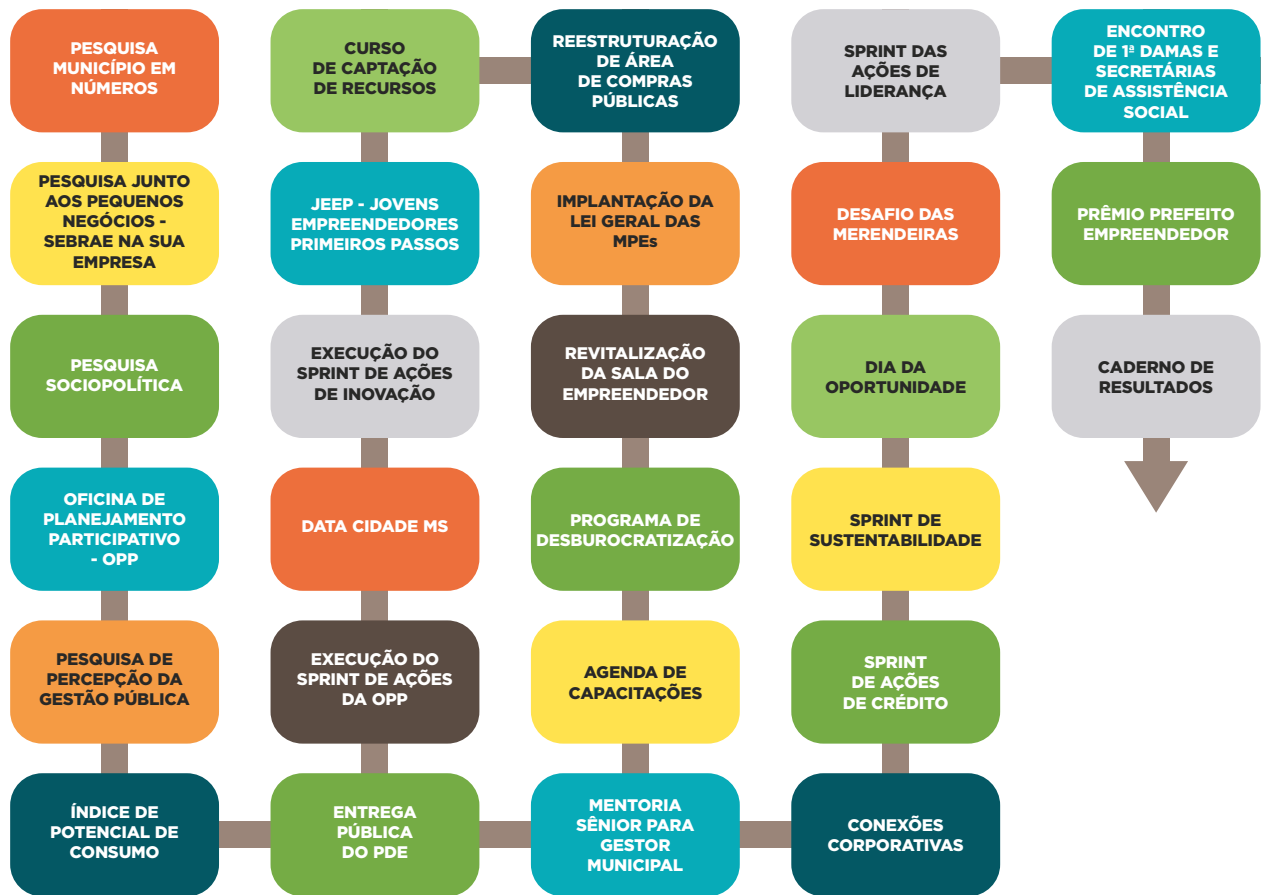 PESQUISA
MUNICÍPIO EM
NÚMEROS
PESQUISA JUNTO
AOS PEQUENOS
NEGÓCIOS -
SEBRAE NA SUA
EMPRESA
PESQUISA
SOCIOPOLÍTICA
OFICINA DE
PLANEJAMENTO
PARTICIPATIVO
- OPP
PESQUISA DE
PERCEPÇÃO DA
GESTÃO PÚBLICA
ÍNDICE DE
POTENCIAL DE
CONSUMO
ENTREGA
PÚBLICA
DO PDE
EXECUÇÃO DO
SPRINT DE AÇÕES
DA OPP
DATA CIDADE MS
EXECUÇÃO DO
SPRINT DE AÇÕES
DE INOVAÇÃO
JEEP - JOVENS
EMPREENDEDORES
PRIMEIROS PASSOS
CURSO
DE CAPTAÇÃO
DE RECURSOS
REESTRUTURAÇÃO
DE ÁREA
DE COMPRAS
PÚBLICAS
IMPLANTAÇÃO DA
LEI GERAL DAS
MPEs
REVITALIZAÇÃO
DA SALA DO
EMPREENDEDOR
PROGRAMA DE
DESBUROCRATIZAÇÃO
AGENDA DE
CAPACITAÇÕES
MENTORIA
SÊNIOR PARA
GESTOR
MUNICIPAL
CONEXÕES
CORPORATIVAS
SPRINT
DE AÇÕES
DE CRÉDITO
SPRINT DE
SUSTENTABILIDADE
DIA DA
OPORTUNIDADE
DESAFIO DAS
MERENDEIRAS
SPRINT DAS
AÇÕES DE
LIDERANÇA
ENCONTRO
DE 1ª DAMAS E
SECRETÁRIAS
DE ASSISTÊNCIA
SOCIAL
PRÊMIO PREFEITO
EMPREENDEDOR
CADERNO DE
RESULTADOS